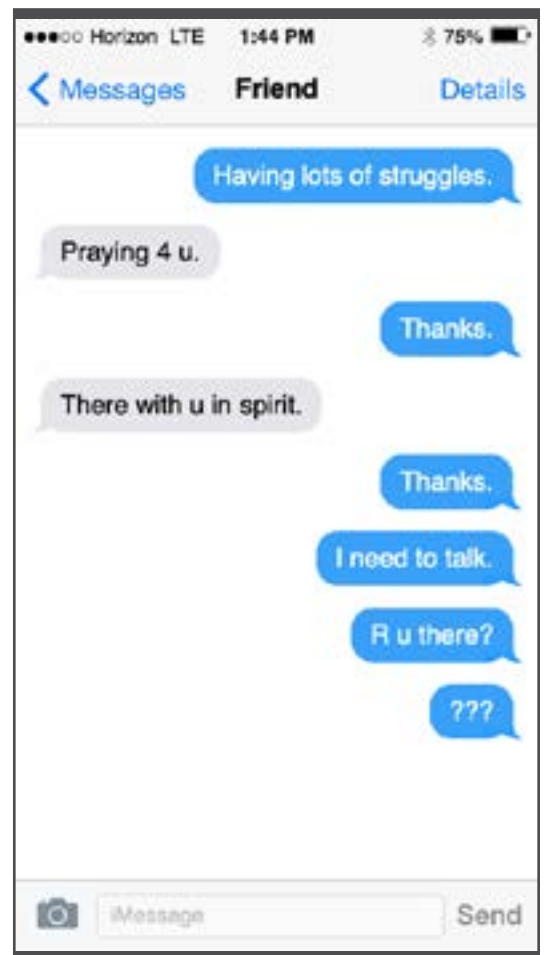 Horizon LTE 1:44 PM 75%
Messages Friend Details
Having lots of struggles.
Praying 4 u.
Thanks.
There with u in spirit.
Thanks.
I need to talk.
R u there?
???
iMessage Send